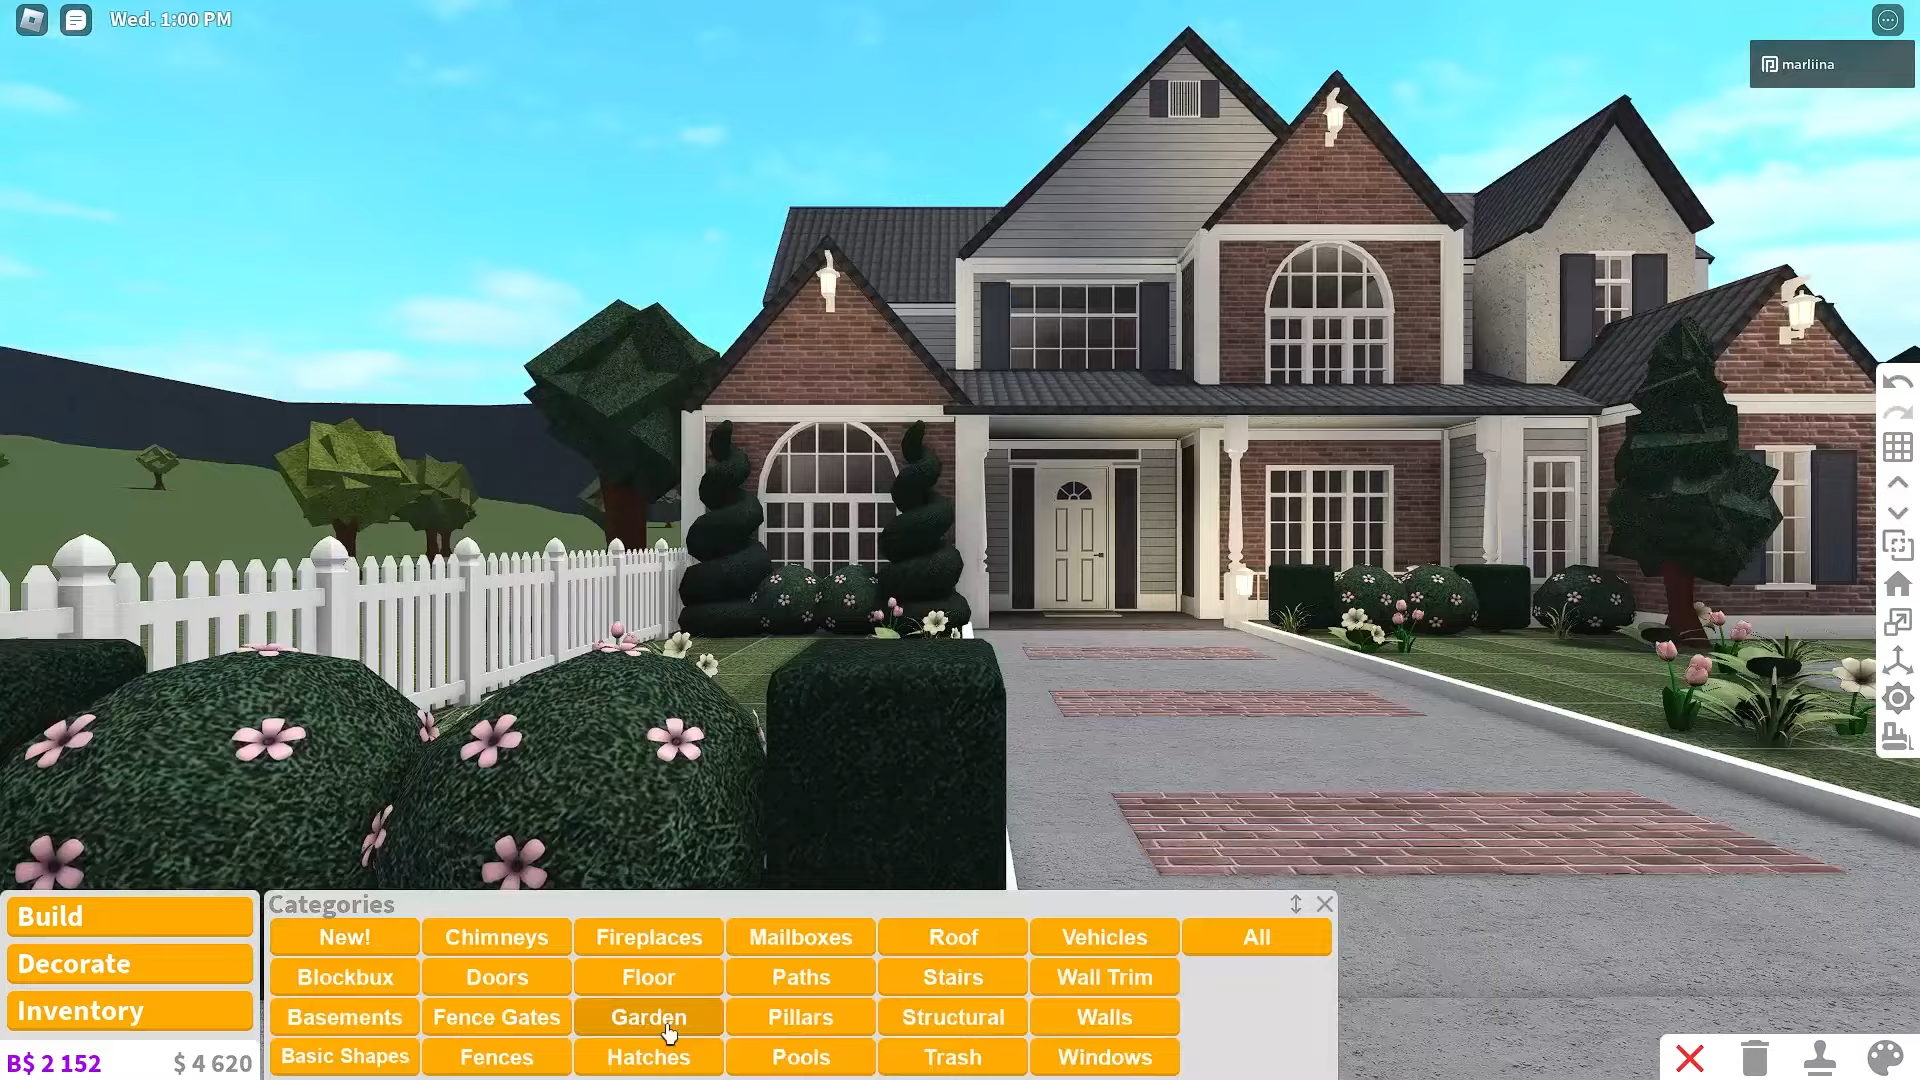 Wed. 1:00 PM
marliina
Build
Decorate
Inventory
B$ 2 152
$ 4 620
Categories
New! Chimneys Fireplaces Mailboxes Roof Vehicles All
Blockbux Doors Floor Paths Stairs Wall Trim
Basements Fence Gates Garden Pillars Structural Walls
Basic Shapes Fences Hatches Pools Trash Windows